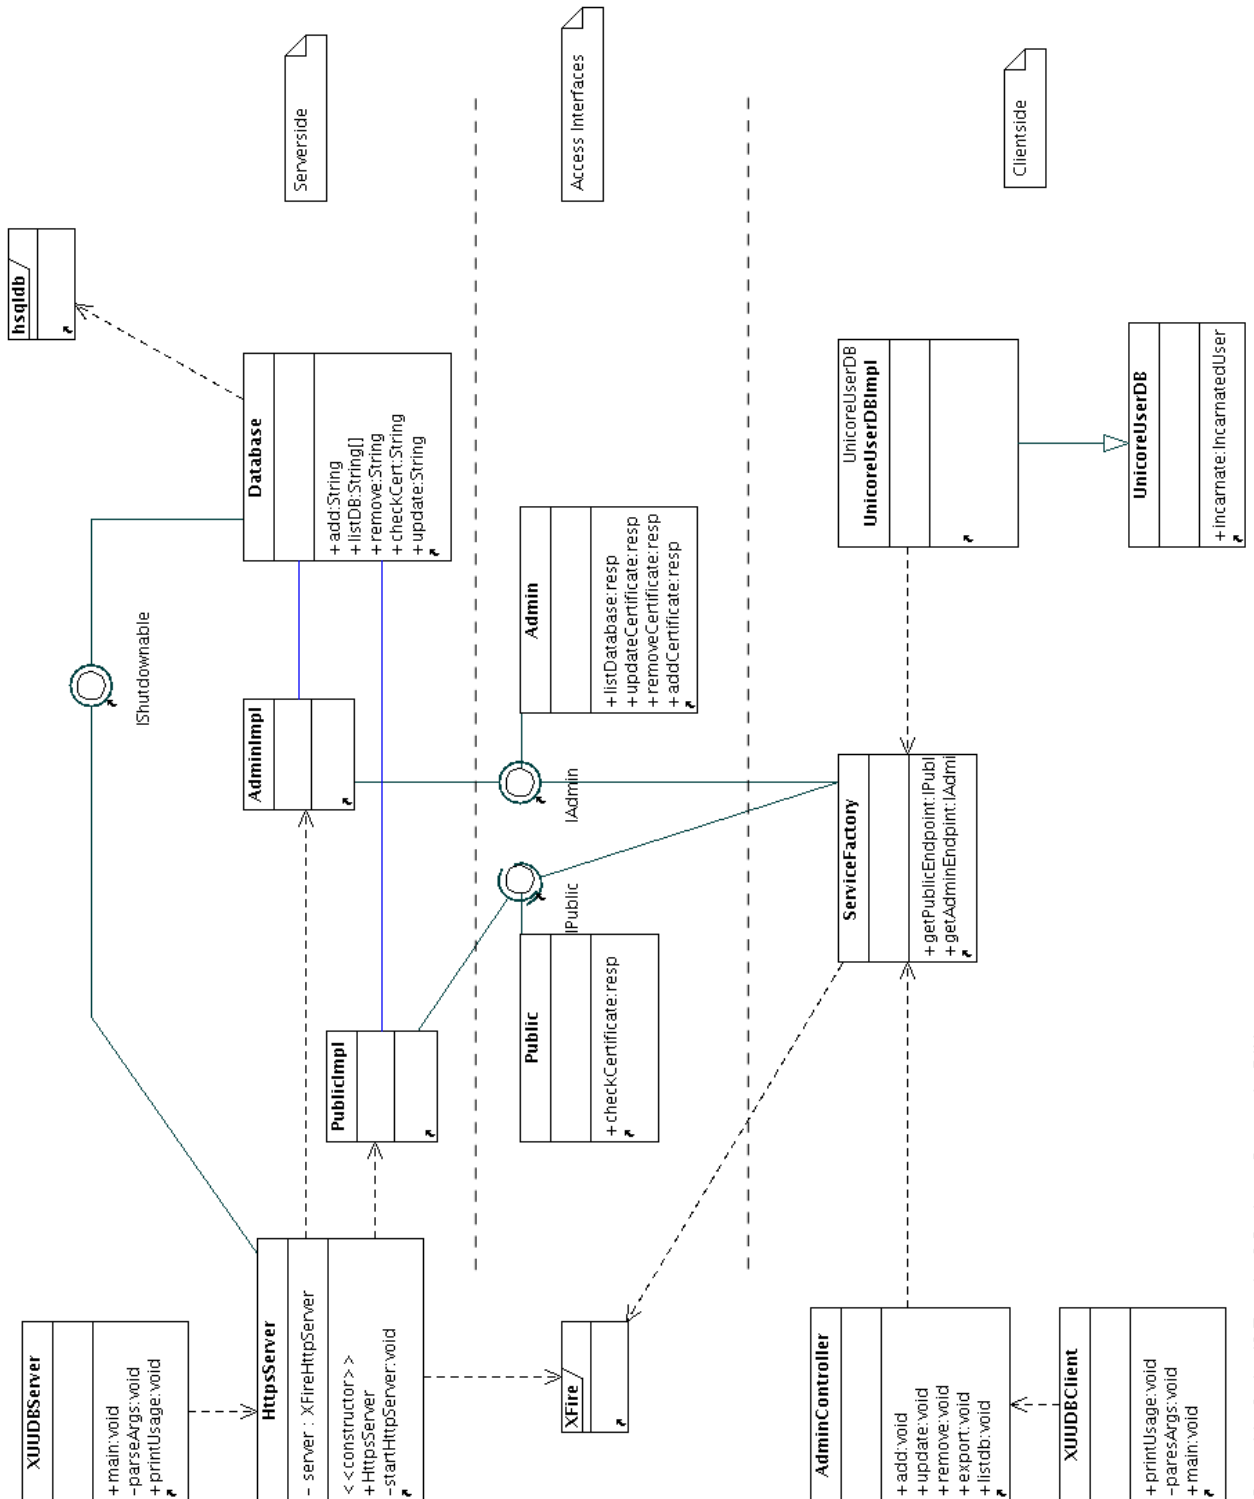 XUUDBServer
+main:void
-parseArgs:void
+printUsage:void
HttpsServer
- server : XFireHttpServer
<<constructor>>
+HttpsServer
-startHttpServer:void
IShutdownable
hsqldb
Database
+add:String
+listDB:String[]
+remove:String
+checkCert:String
+update:String
AdminImpl
PublicImpl
Serverside
XFire
Public
+checkCertificate:resp
IPublic
IAdmin
Admin
+listDatabase:resp
+updateCertificate:resp
+removeCertificate:resp
+addCertificate:resp
Access Interfaces
AdminController
+add:void
+update:void
+remove:void
+export:void
+listdb:void
XUUDBClient
+printUsage:void
-paresArgs:void
+main:void
ServiceFactory
+getPublicEndpoint:IPubl
+getAdminEndpint:IAdmi
UnicoreUserDB
UnicoreUserDBImpl
UnicoreUserDB
+incarnate:IncarnatedUser
Clientside